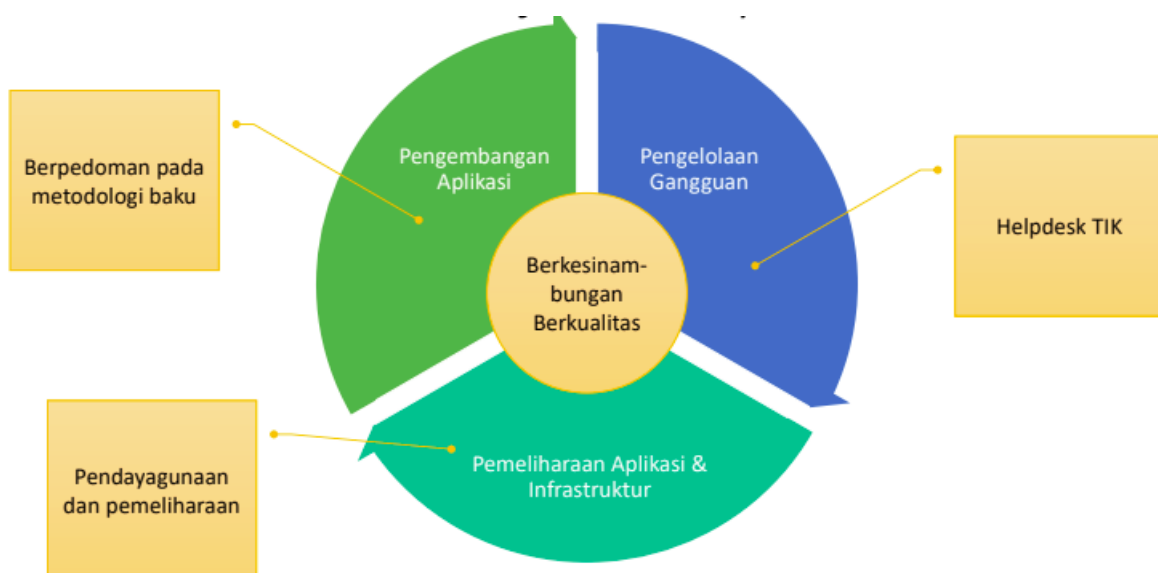 Pengembangan
Aplikasi
Pengelolaan
Gangguan
Berpedoman pada
metodologi baku
Helpdesk TIK
Berkesinam-
bungan
Berkualitas
Pemeliharaan Aplikasi &
Infrastruktur
Pendayagunaan
dan pemeliharaan